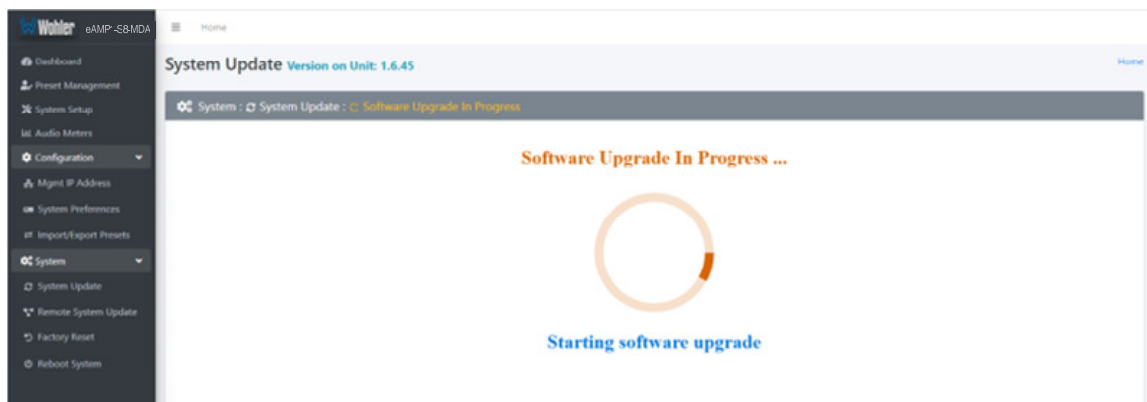 Wohler eAMP1-S8-MDA
Home
Dashboard
System Update Version on Unit: 1.6.45
Home
Preset Management
System Setup
System : System Update : Software Upgrade In Progress
Audio Meters
Configuration
Software Upgrade In Progress ...
Mgmt IP Address
System Preferences
Import/Export Presets
System
System Update
Remote System Update
Factory Reset
Starting software upgrade
Reboot System